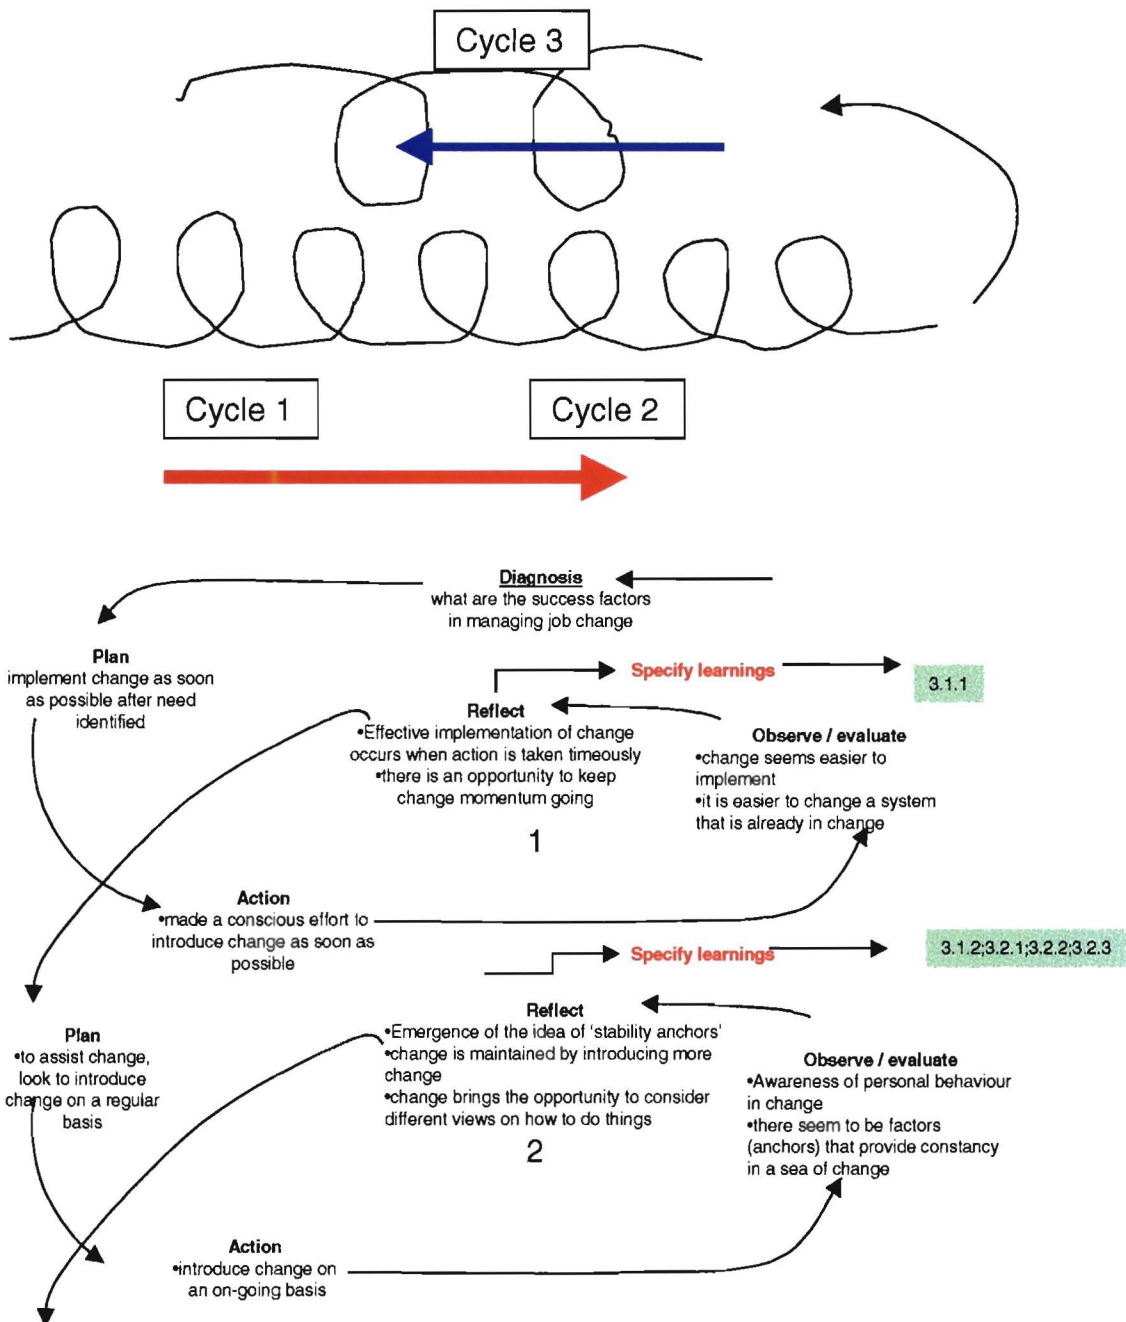 Cycle 3
Cycle 1
Cycle 2
Diagnosis
what are the success factors
in managing job change
Plan
implement change as soon
as possible after need
identified
Specify learnings
3.1.1
Reflect
•Effective implementation of change
occurs when action is taken timeously
•there is an opportunity to keep
change momentum going
Observe / evaluate
•change seems easier to
implement
•it is easier to change a system
that is already in change
1
Action
•made a conscious effort to
introduce change as soon as
possible
Specify learnings
3.1.2;3.2.1;3.2.2;3.2.3
Plan
•to assist change,
look to introduce
change on a regular
basis
Reflect
•Emergence of the idea of ‘stability anchors’
•change is maintained by introducing more
change
•change brings the opportunity to consider
different views on how to do things
Observe / evaluate
•Awareness of personal behaviour
in change
•there seem to be factors
(anchors) that provide constancy
in a sea of change
2
Action
•introduce change on
an on-going basis